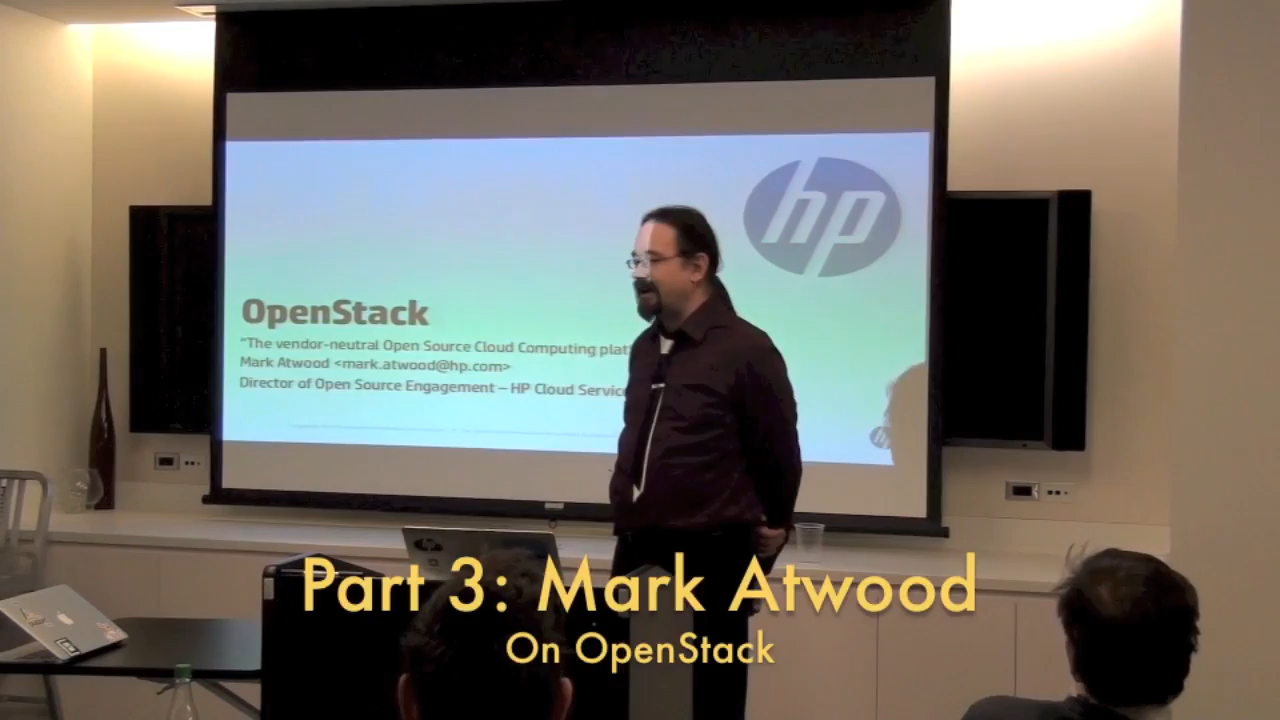 hp
OpenStack
"The vendor-neutral Open Source Cloud Computing plat
Mark Atwood <mark.atwood@hp.com>
Director of Open Source Engagement – HP Cloud Servic
Part 3: Mark Atwood
On OpenStack